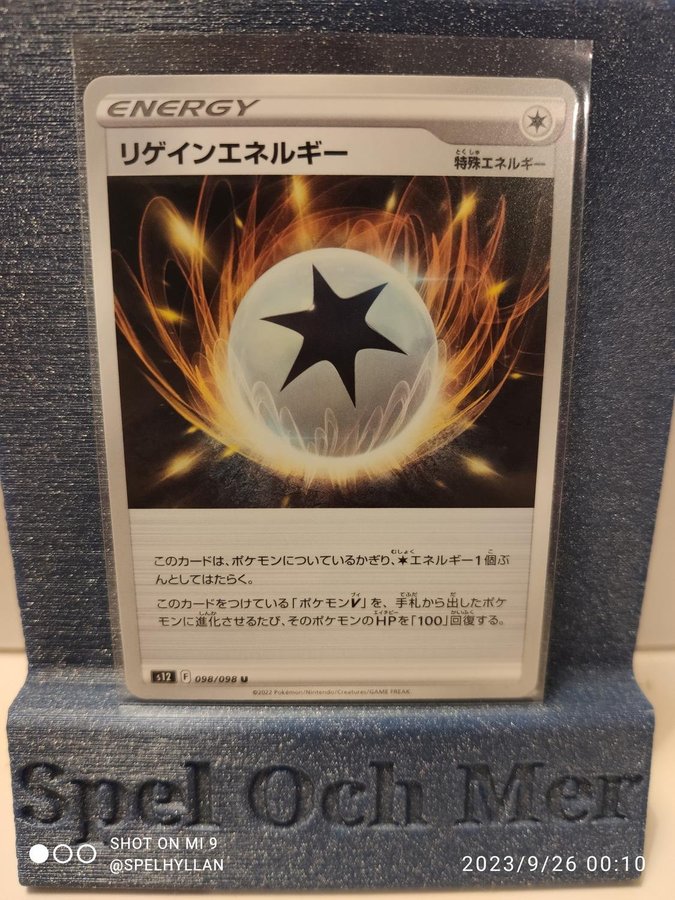 ENERGY
リゲインエネルギー
とくしゅ
特殊エネルギー
むしょく こ
このカードは、ポケモンについているかぎり、エネルギー1個ぶ
んとしてはたらく。
ブイ てふだ だ
このカードをつけている「ポケモンV」を、手札から出したポケ
しんか エイチピー かいふく
モンに進化させるたび、そのポケモンのHPを「100」回復する。
s12 F 098/098 U
©2022 Pokémon/Nintendo/Creatures/GAME FREAK.
Spel Och Mer
SHOT ON MI 9
@SPELHYLLAN
2023/9/26 00:10